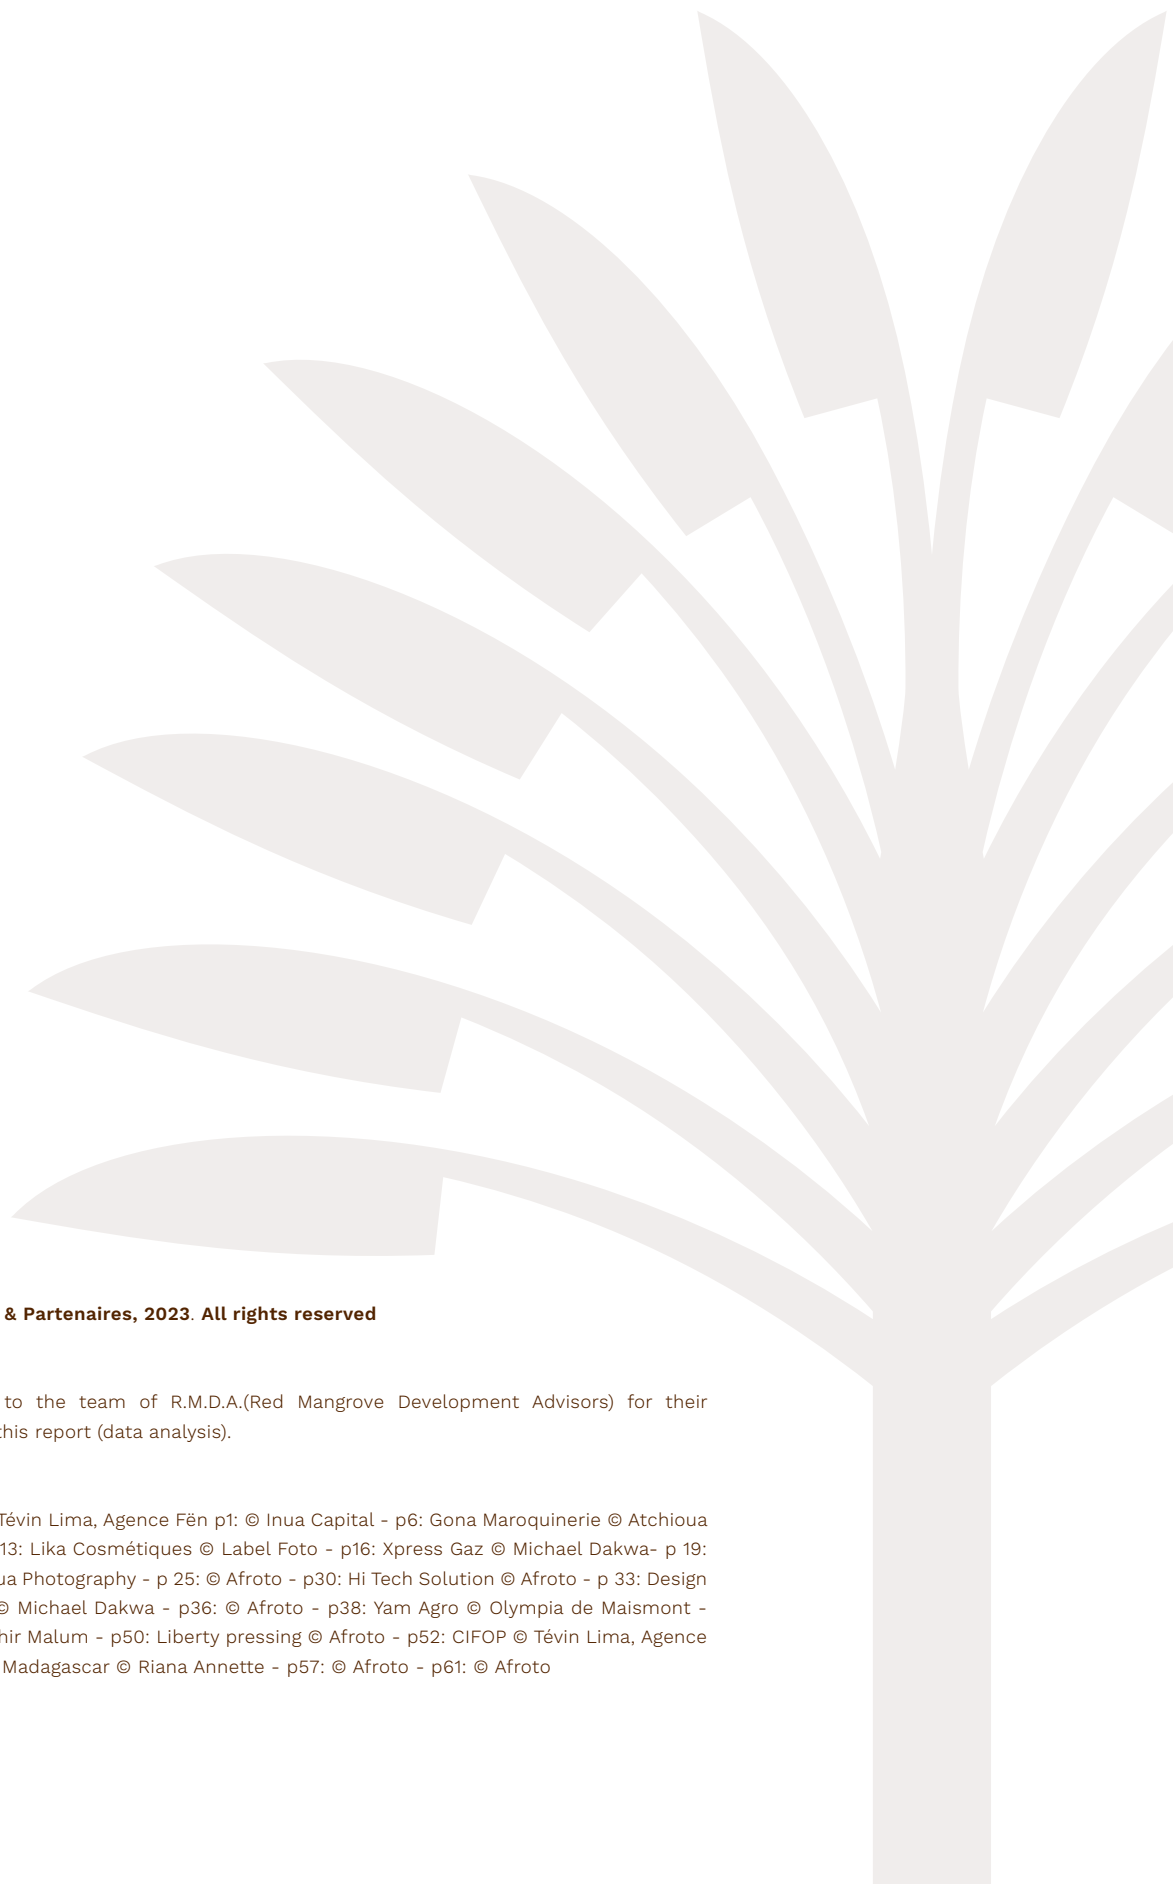 & Partenaires, 2023. All rights reserved
to the team of R.M.D.A.(Red Mangrove Development Advisors) for their
this report (data analysis).
Tévin Lima, Agence Fën p1: © Inua Capital - p6: Gona Maroquinerie © Atchioua
13: Lika Cosmétiques © Label Foto - p16: Xpress Gaz © Michael Dakwa- p 19:
Photography - p 25: © Afroto - p30: Hi Tech Solution © Afroto - p 33: Design
© Michael Dakwa - p36: © Afroto - p38: Yam Agro © Olympia de Maismont -
Malum - p50: Liberty pressing © Afroto - p52: CIFOP © Tévin Lima, Agence
Madagascar © Riana Annette - p57: © Afroto - p61: © Afroto